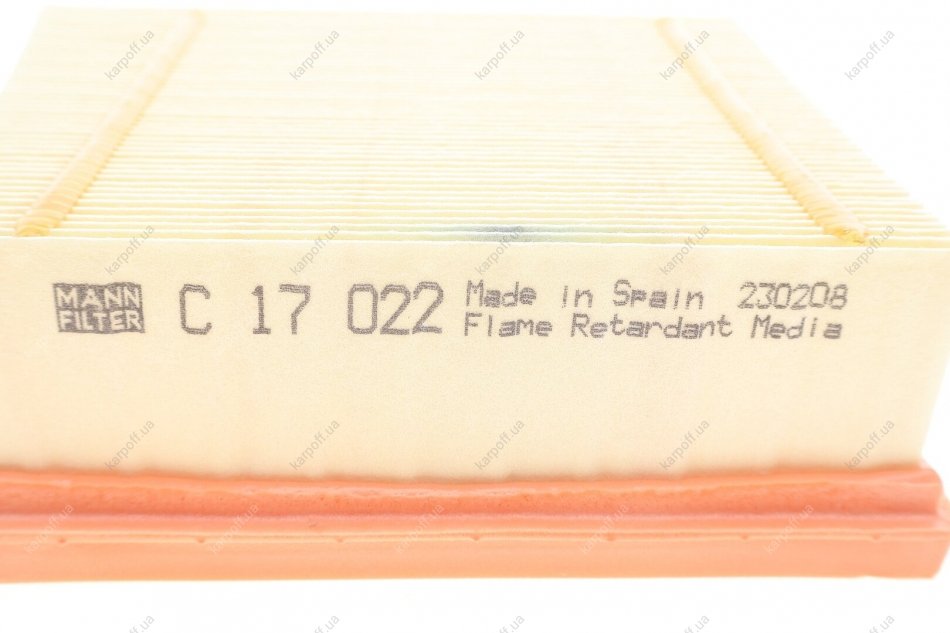 MANN
FILTER
C 17 022
Made in Spain 230208
Flame Retardant Media
karpoff.ua